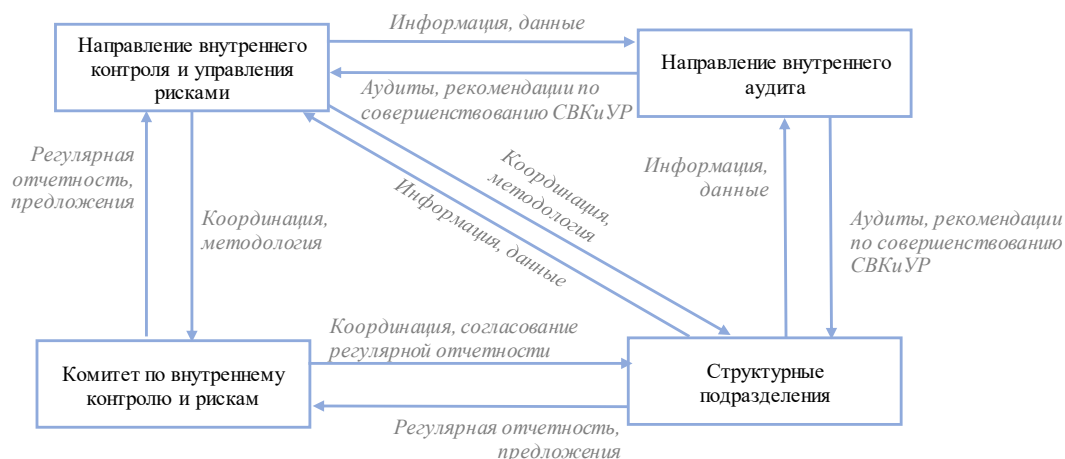 Информация, данные
Направление внутреннего
контроля и управления
рисками
Направление внутреннего
аудита
Аудиты, рекомендации по
совершенствованию СВКиУР
Регулярная
отчетность,
предложения
Координация,
методология
Координация,
методология
Информация, данные
Информация,
данные
Аудиты, рекомендации
по совершенствованию
СВКиУР
Координация, согласование
регулярной отчетности
Комитет по внутреннему
контролю и рискам
Структурные
подразделения
Регулярная отчетность,
предложения